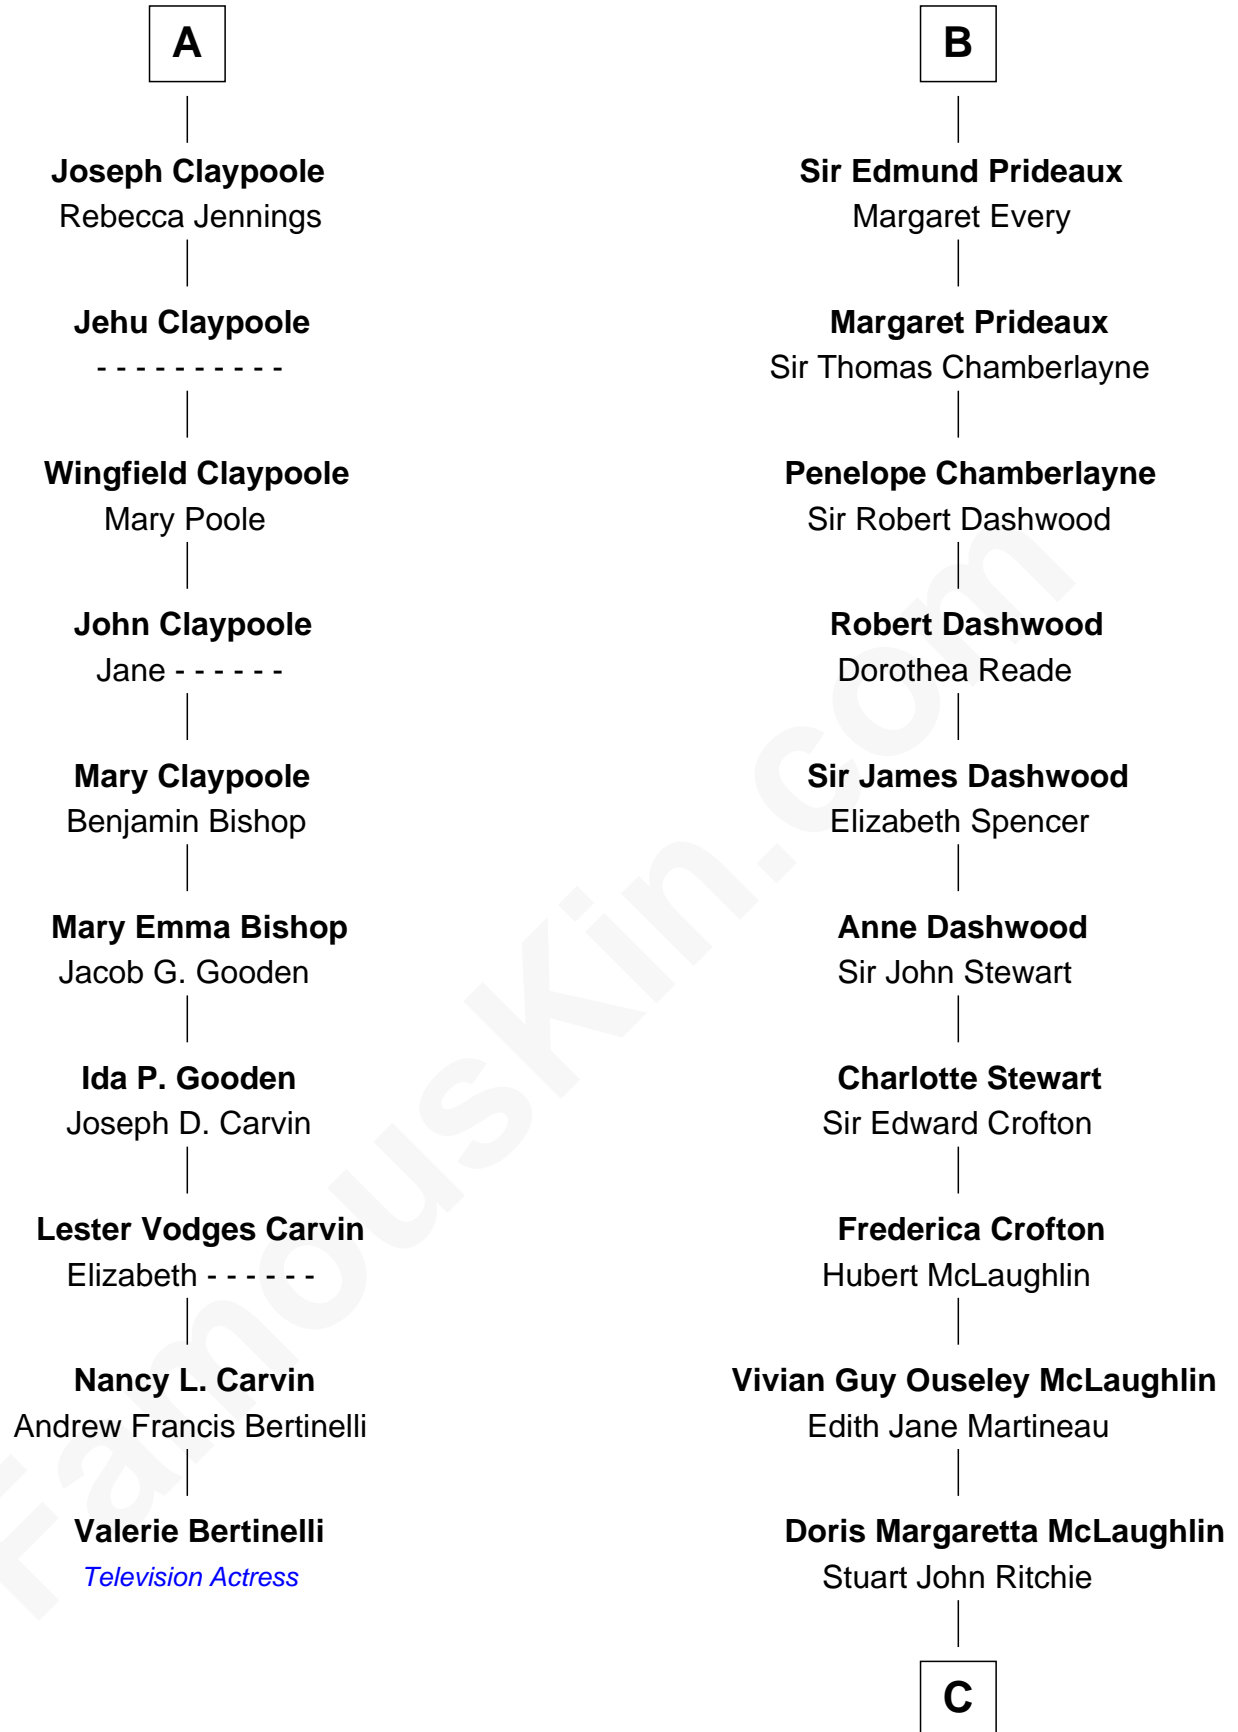 A
Joseph Claypoole
Rebecca Jennings
Jehu Claypoole
- - - - - - - - - -
Wingfield Claypoole
Mary Poole
John Claypoole
Jane - - - - - -
Mary Claypoole
Benjamin Bishop
Mary Emma Bishop
Jacob G. Gooden
Ida P. Gooden
Joseph D. Carvin
Lester Vodges Carvin
Elizabeth - - - - - -
Nancy L. Carvin
Andrew Francis Bertinelli
Valerie Bertinelli
Television Actress
B
Sir Edmund Prideaux
Margaret Every
Margaret Prideaux
Sir Thomas Chamberlayne
Penelope Chamberlayne
Sir Robert Dashwood
Robert Dashwood
Dorothea Reade
Sir James Dashwood
Elizabeth Spencer
Anne Dashwood
Sir John Stewart
Charlotte Stewart
Sir Edward Crofton
Frederica Crofton
Hubert McLaughlin
Vivian Guy Ouseley McLaughlin
Edith Jane Martineau
Doris Margaretta McLaughlin
Stuart John Ritchie
C
FamousKin.com